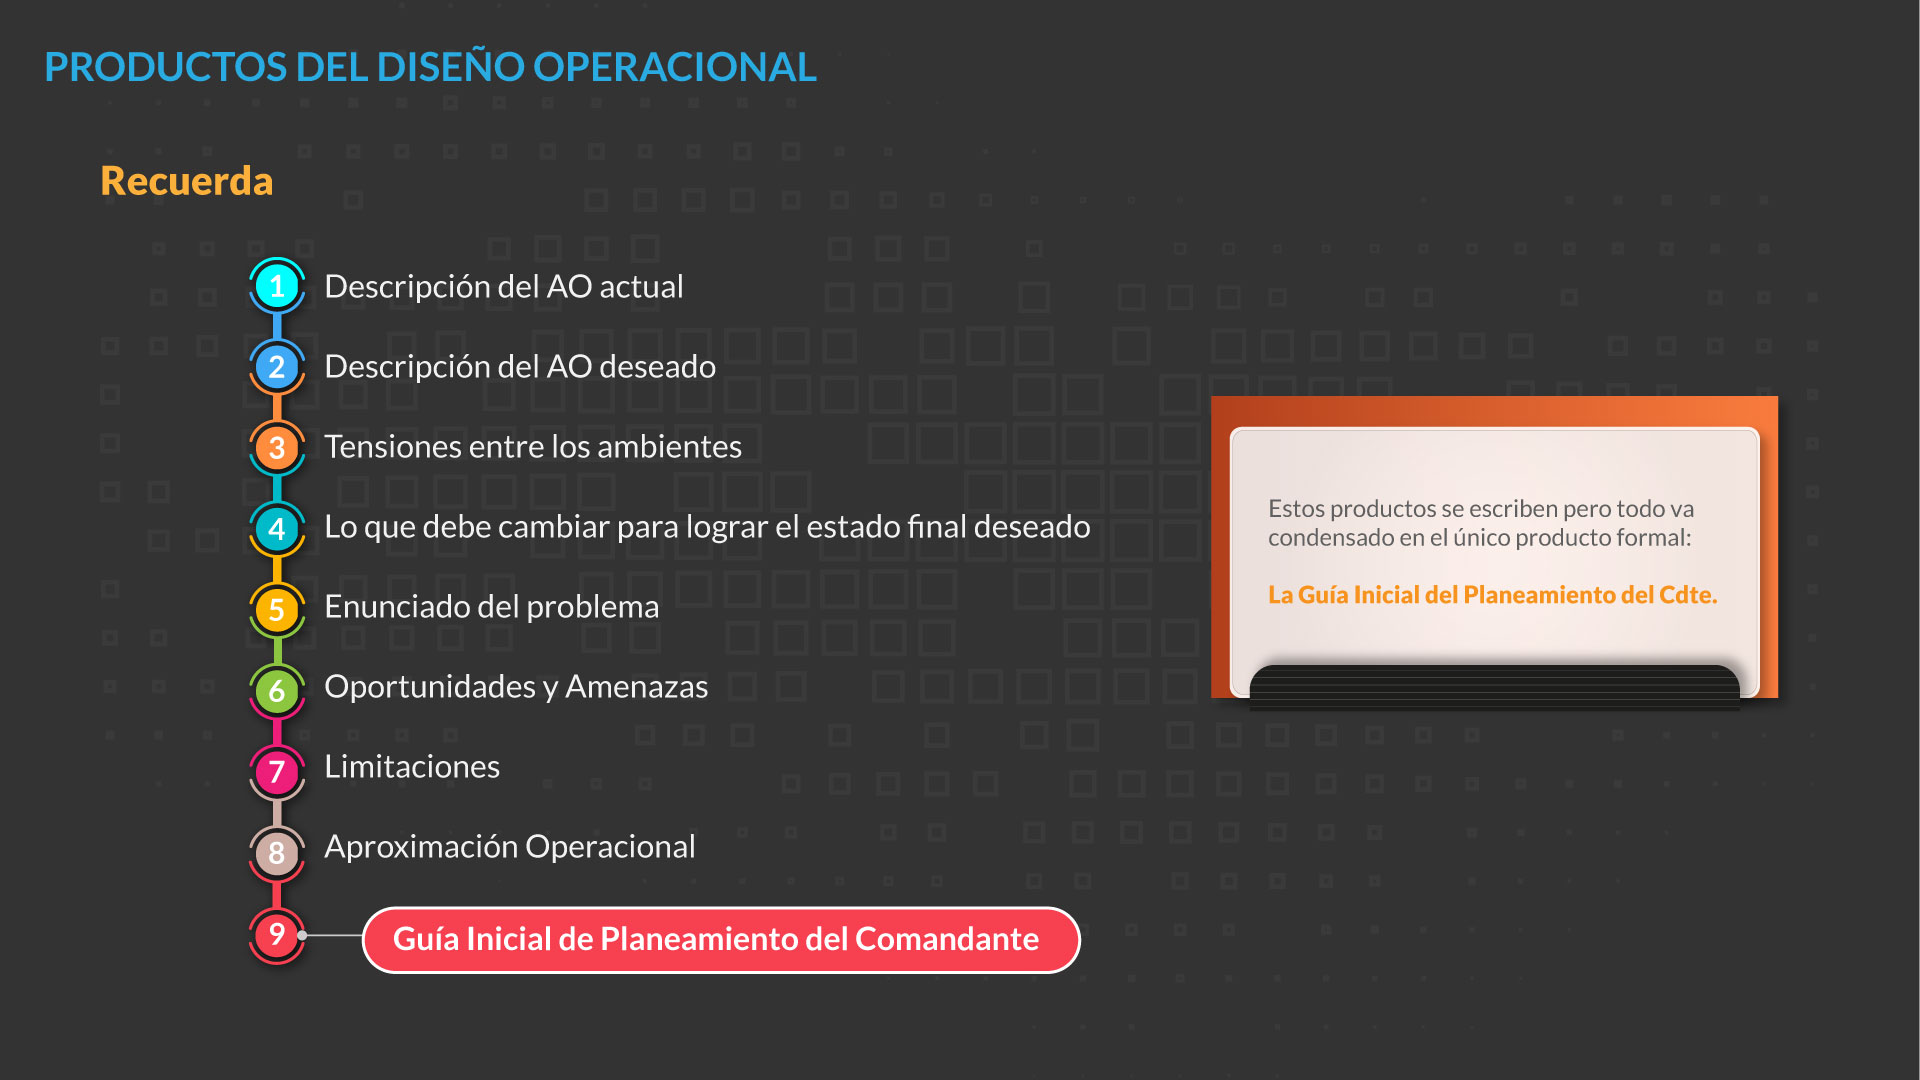 PRODUCTOS DEL DISEÑO OPERACIONAL
Recuerda
1 Descripción del AO actual
2 Descripción del AO deseado
3 Tensiones entre los ambientes
4 Lo que debe cambiar para lograr el estado final deseado
5 Enunciado del problema
6 Oportunidades y Amenazas
7 Limitaciones
8 Aproximación Operacional
9 Guía Inicial de Planeamiento del Comandante
Estos productos se escriben pero todo va
condensado en el único producto formal:
La Guía Inicial del Planeamiento del Cdte.